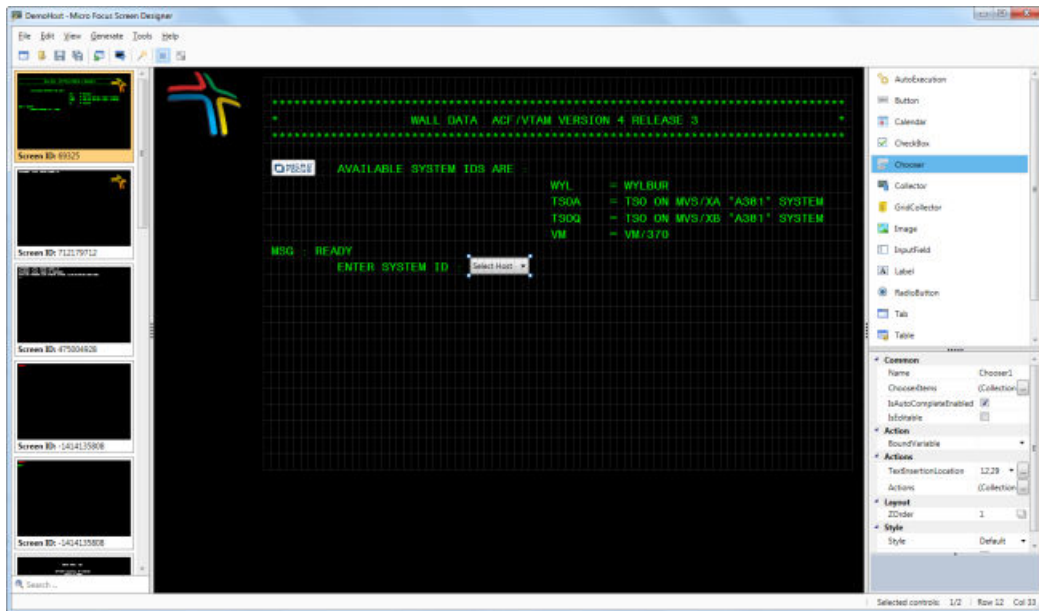 DemoHost - Micro Focus Screen Designer
File Edit View Generate Tools Help
Screen ID: 69325
Screen ID: 712179712
Screen ID: 475004928
Screen ID: -1414135808
Screen ID: -1414135808
Search...
* WALL DATA ACF/VTAM VERSION 4 RELEASE 3 *
AVAILABLE SYSTEM IDS ARE :
WYL = WYLBUR
TSOA = TSO ON MVS/XA "A301" SYSTEM
TSOQ = TSO ON MVS/XB "A301" SYSTEM
VM = VM/370
MSG : READY
ENTER SYSTEM ID : Select Host
AutoExecution
Button
Calendar
CheckBox
Chooser
Collector
GridCollector
Image
InputField
Label
RadioButton
Tab
Table
Common
Name Chooser1
ChooserItems (Collection ...
IsAutoCompleteEnabled
IsEditable
Action
BoundVariable
Actions
TextInsertionLocation 12,29 ...
Actions (Collection ...
Layout
ZOrder 1
Style
Style Default
Selected controls: 1/2 Row 12 Col 33